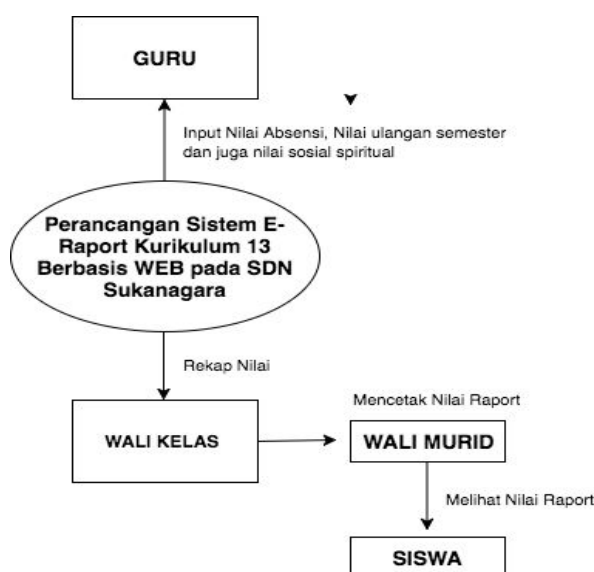 GURU
Input Nilai Absensi, Nilai ulangan semester
dan juga nilai sosial spiritual
Perancangan Sistem E-
Raport Kurikulum 13
Berbasis WEB pada SDN
Sukanagara
Rekap Nilai
Mencetak Nilai Raport
WALI KELAS
WALI MURID
Melihat Nilai Raport
SISWA